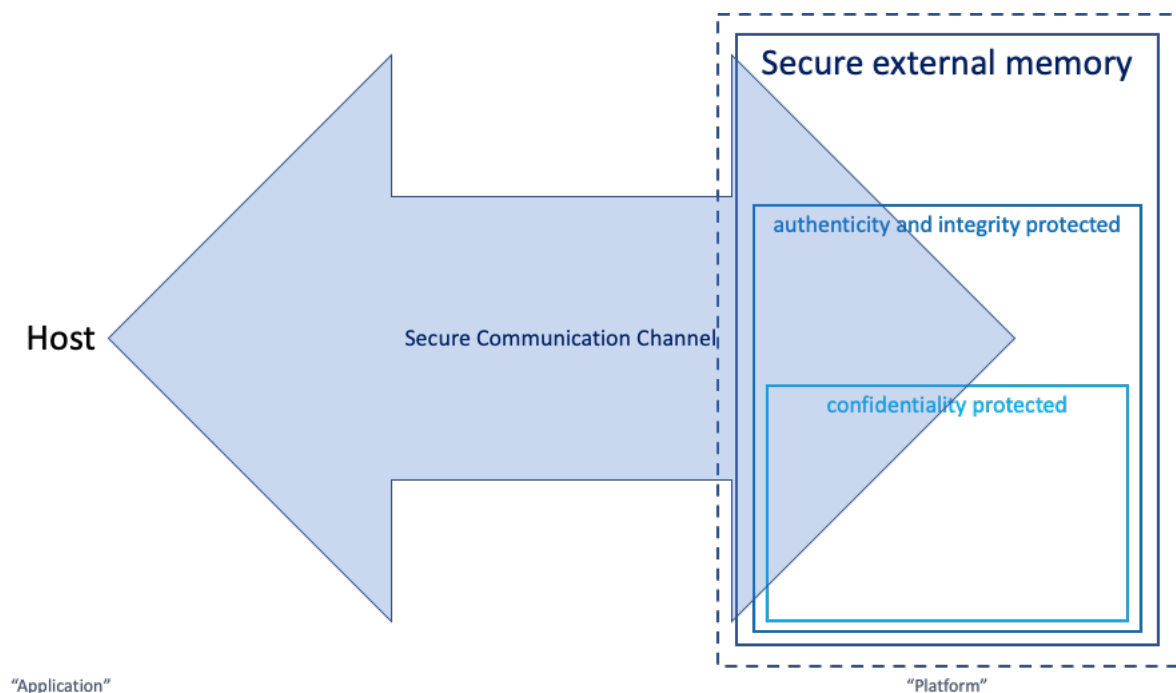 Secure external memory
authenticity and integrity protected
Host
Secure Communication Channel
confidentiality protected
“Application”
“Platform”